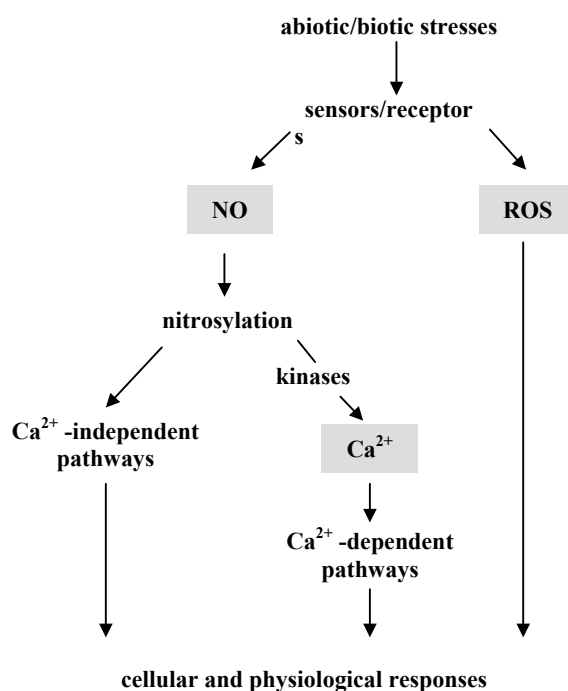 abiotic/biotic stresses
sensors/receptor
s
NO
ROS
nitrosylation
kinases
Ca²⁺ -independent
pathways
Ca²⁺
Ca²⁺ -dependent
pathways
cellular and physiological responses